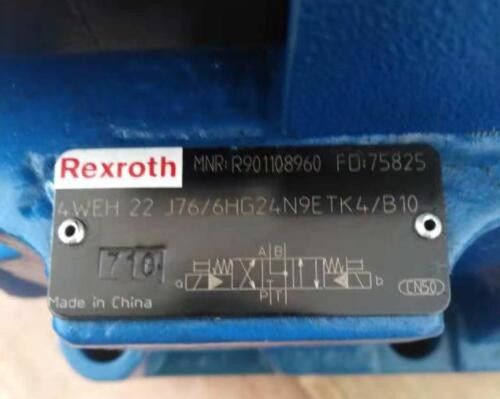 Rexroth MNR: R901108960 FD:75825
4WEH 22 J76/6HG24N9ETK4/B10
710
A B
a b
P T
T
Made in China
CN50